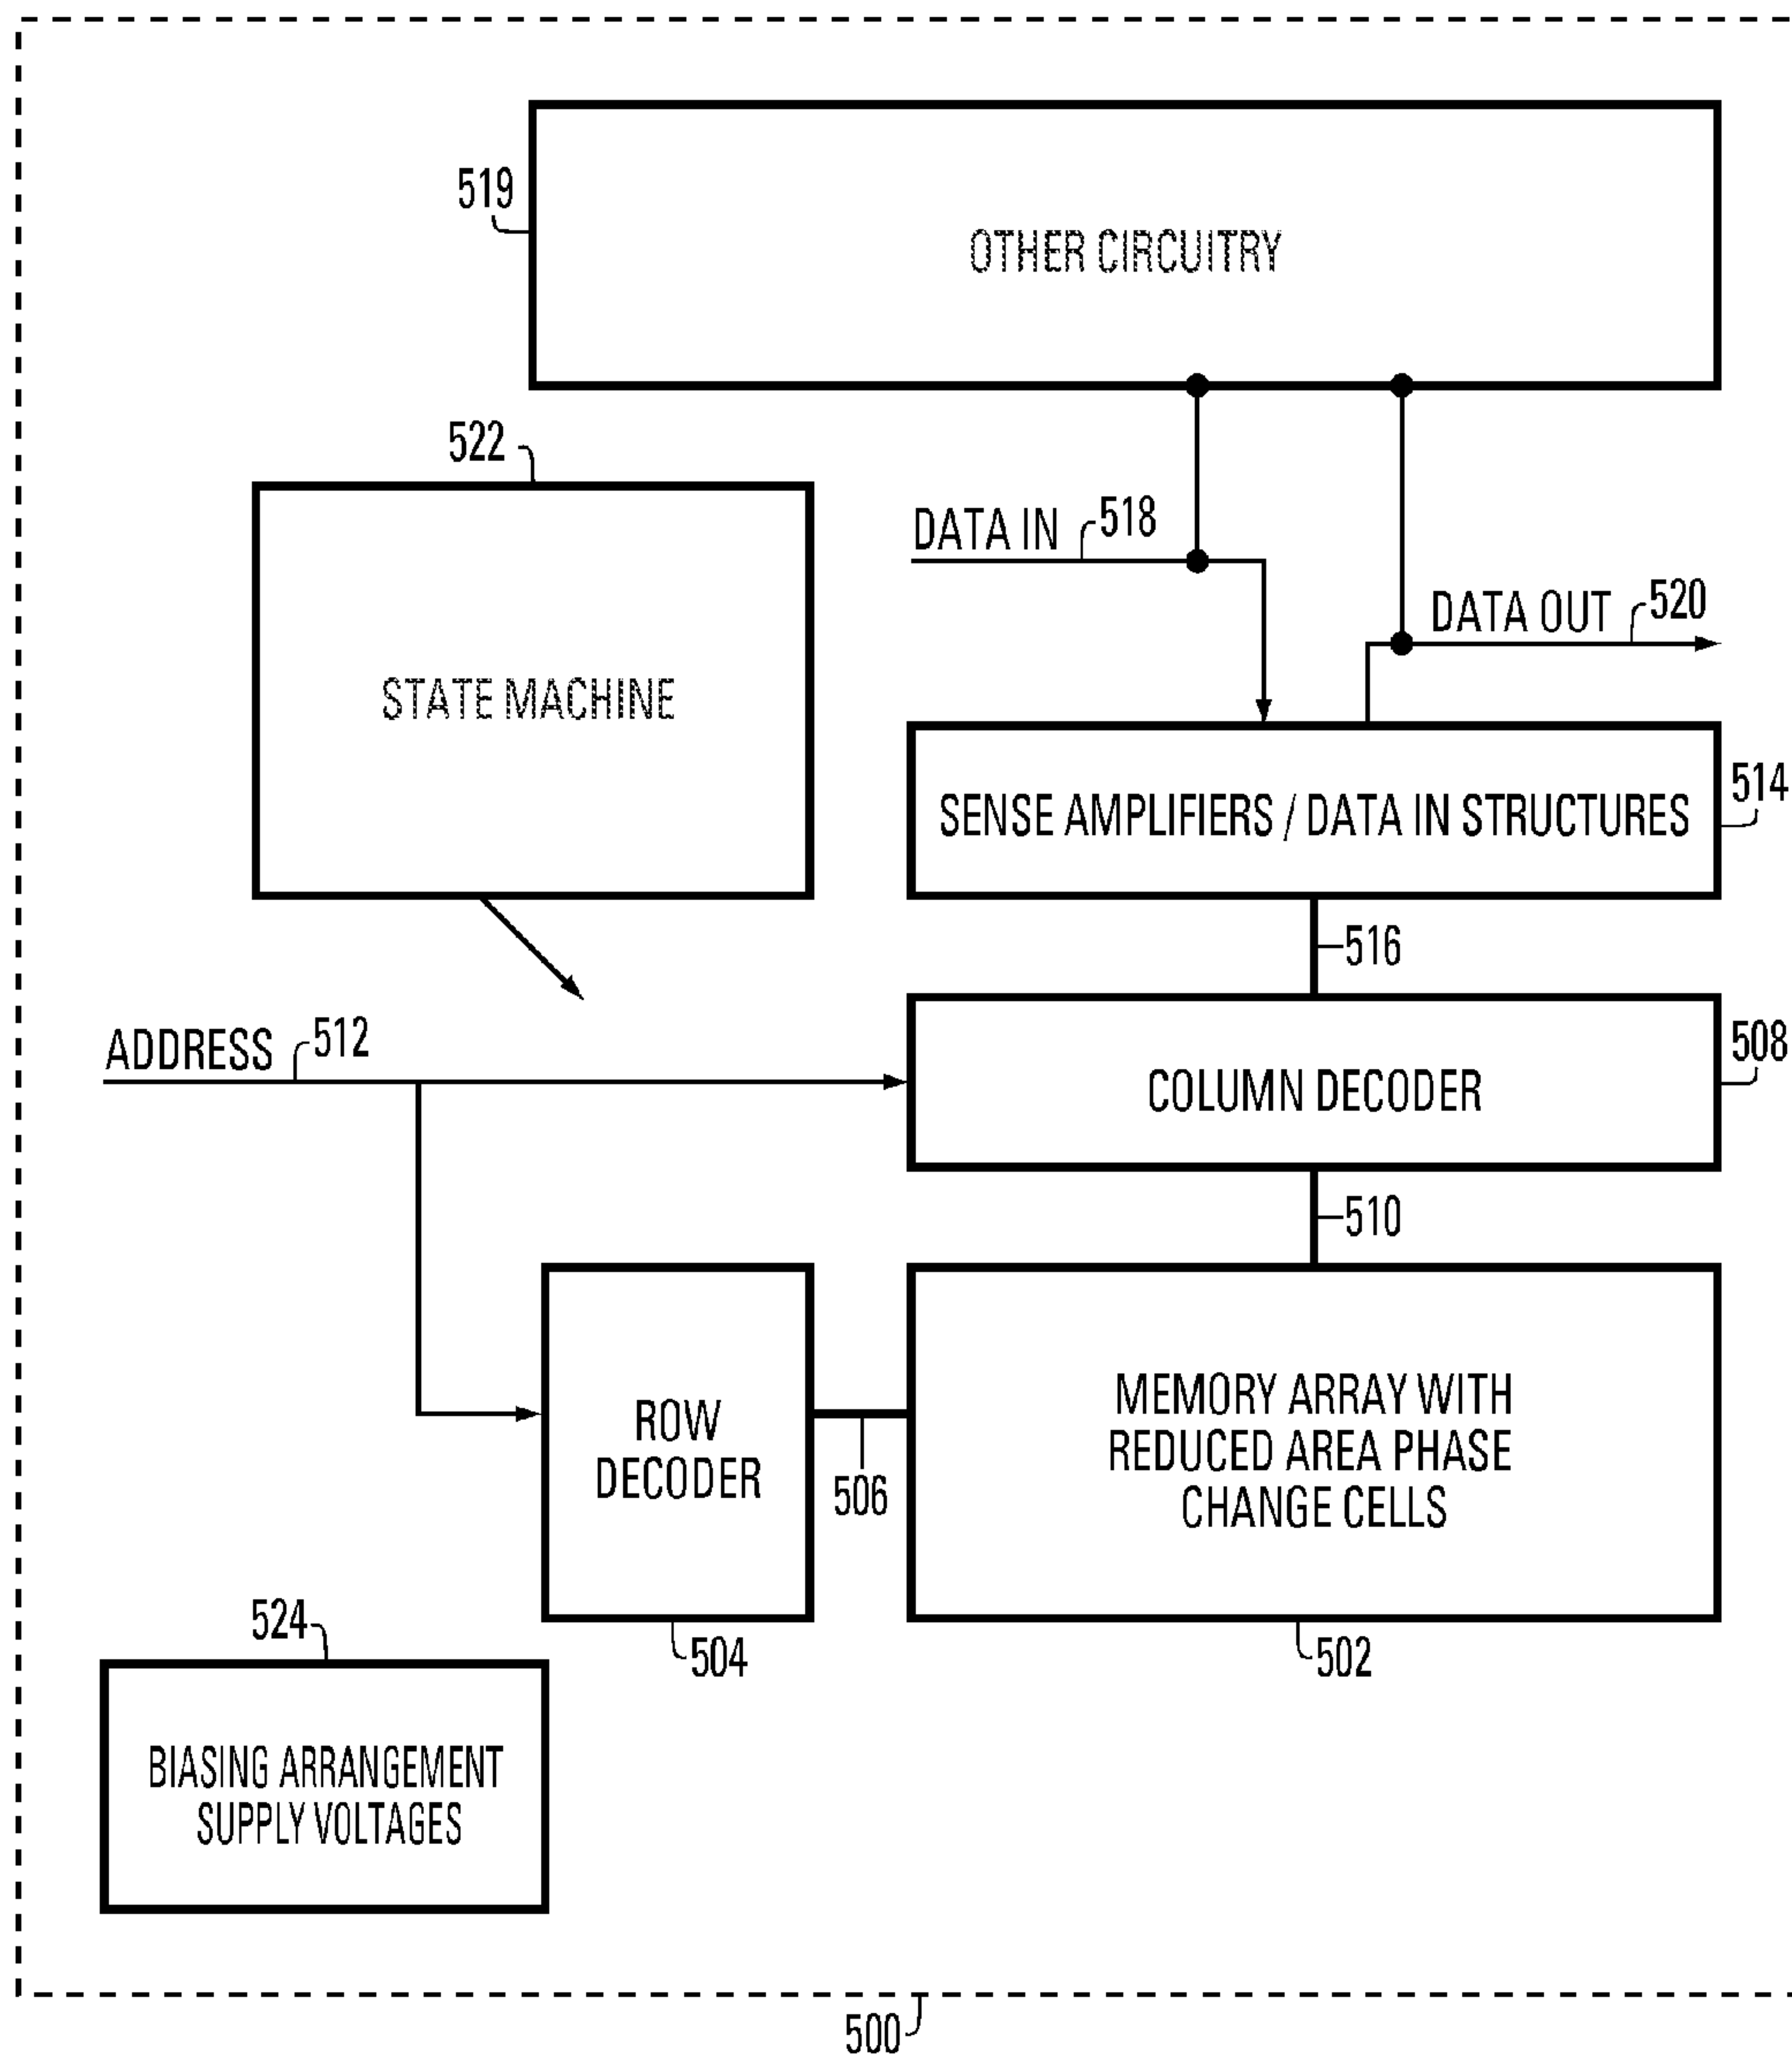 519
OTHER CIRCUITRY
522
DATA IN
518
DATA OUT
520
STATE MACHINE
SENSE AMPLIFIERS / DATA IN STRUCTURES
514
516
ADDRESS
512
COLUMN DECODER
508
510
ROW
DECODER
506
MEMORY ARRAY WITH
REDUCED AREA PHASE
CHANGE CELLS
504
502
524
BIASING ARRANGEMENT
SUPPLY VOLTAGES
500